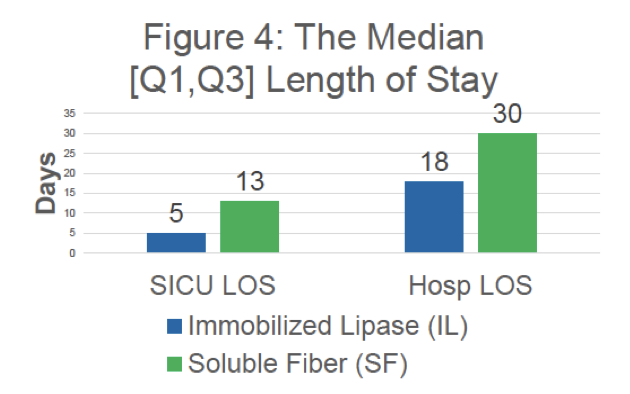 Figure 4: The Median
[Q1,Q3] Length of Stay
Days
35
30
25
20
15
10
5
0
5
13
18
30
SICU LOS
Hosp LOS
Immobilized Lipase (IL)
Soluble Fiber (SF)